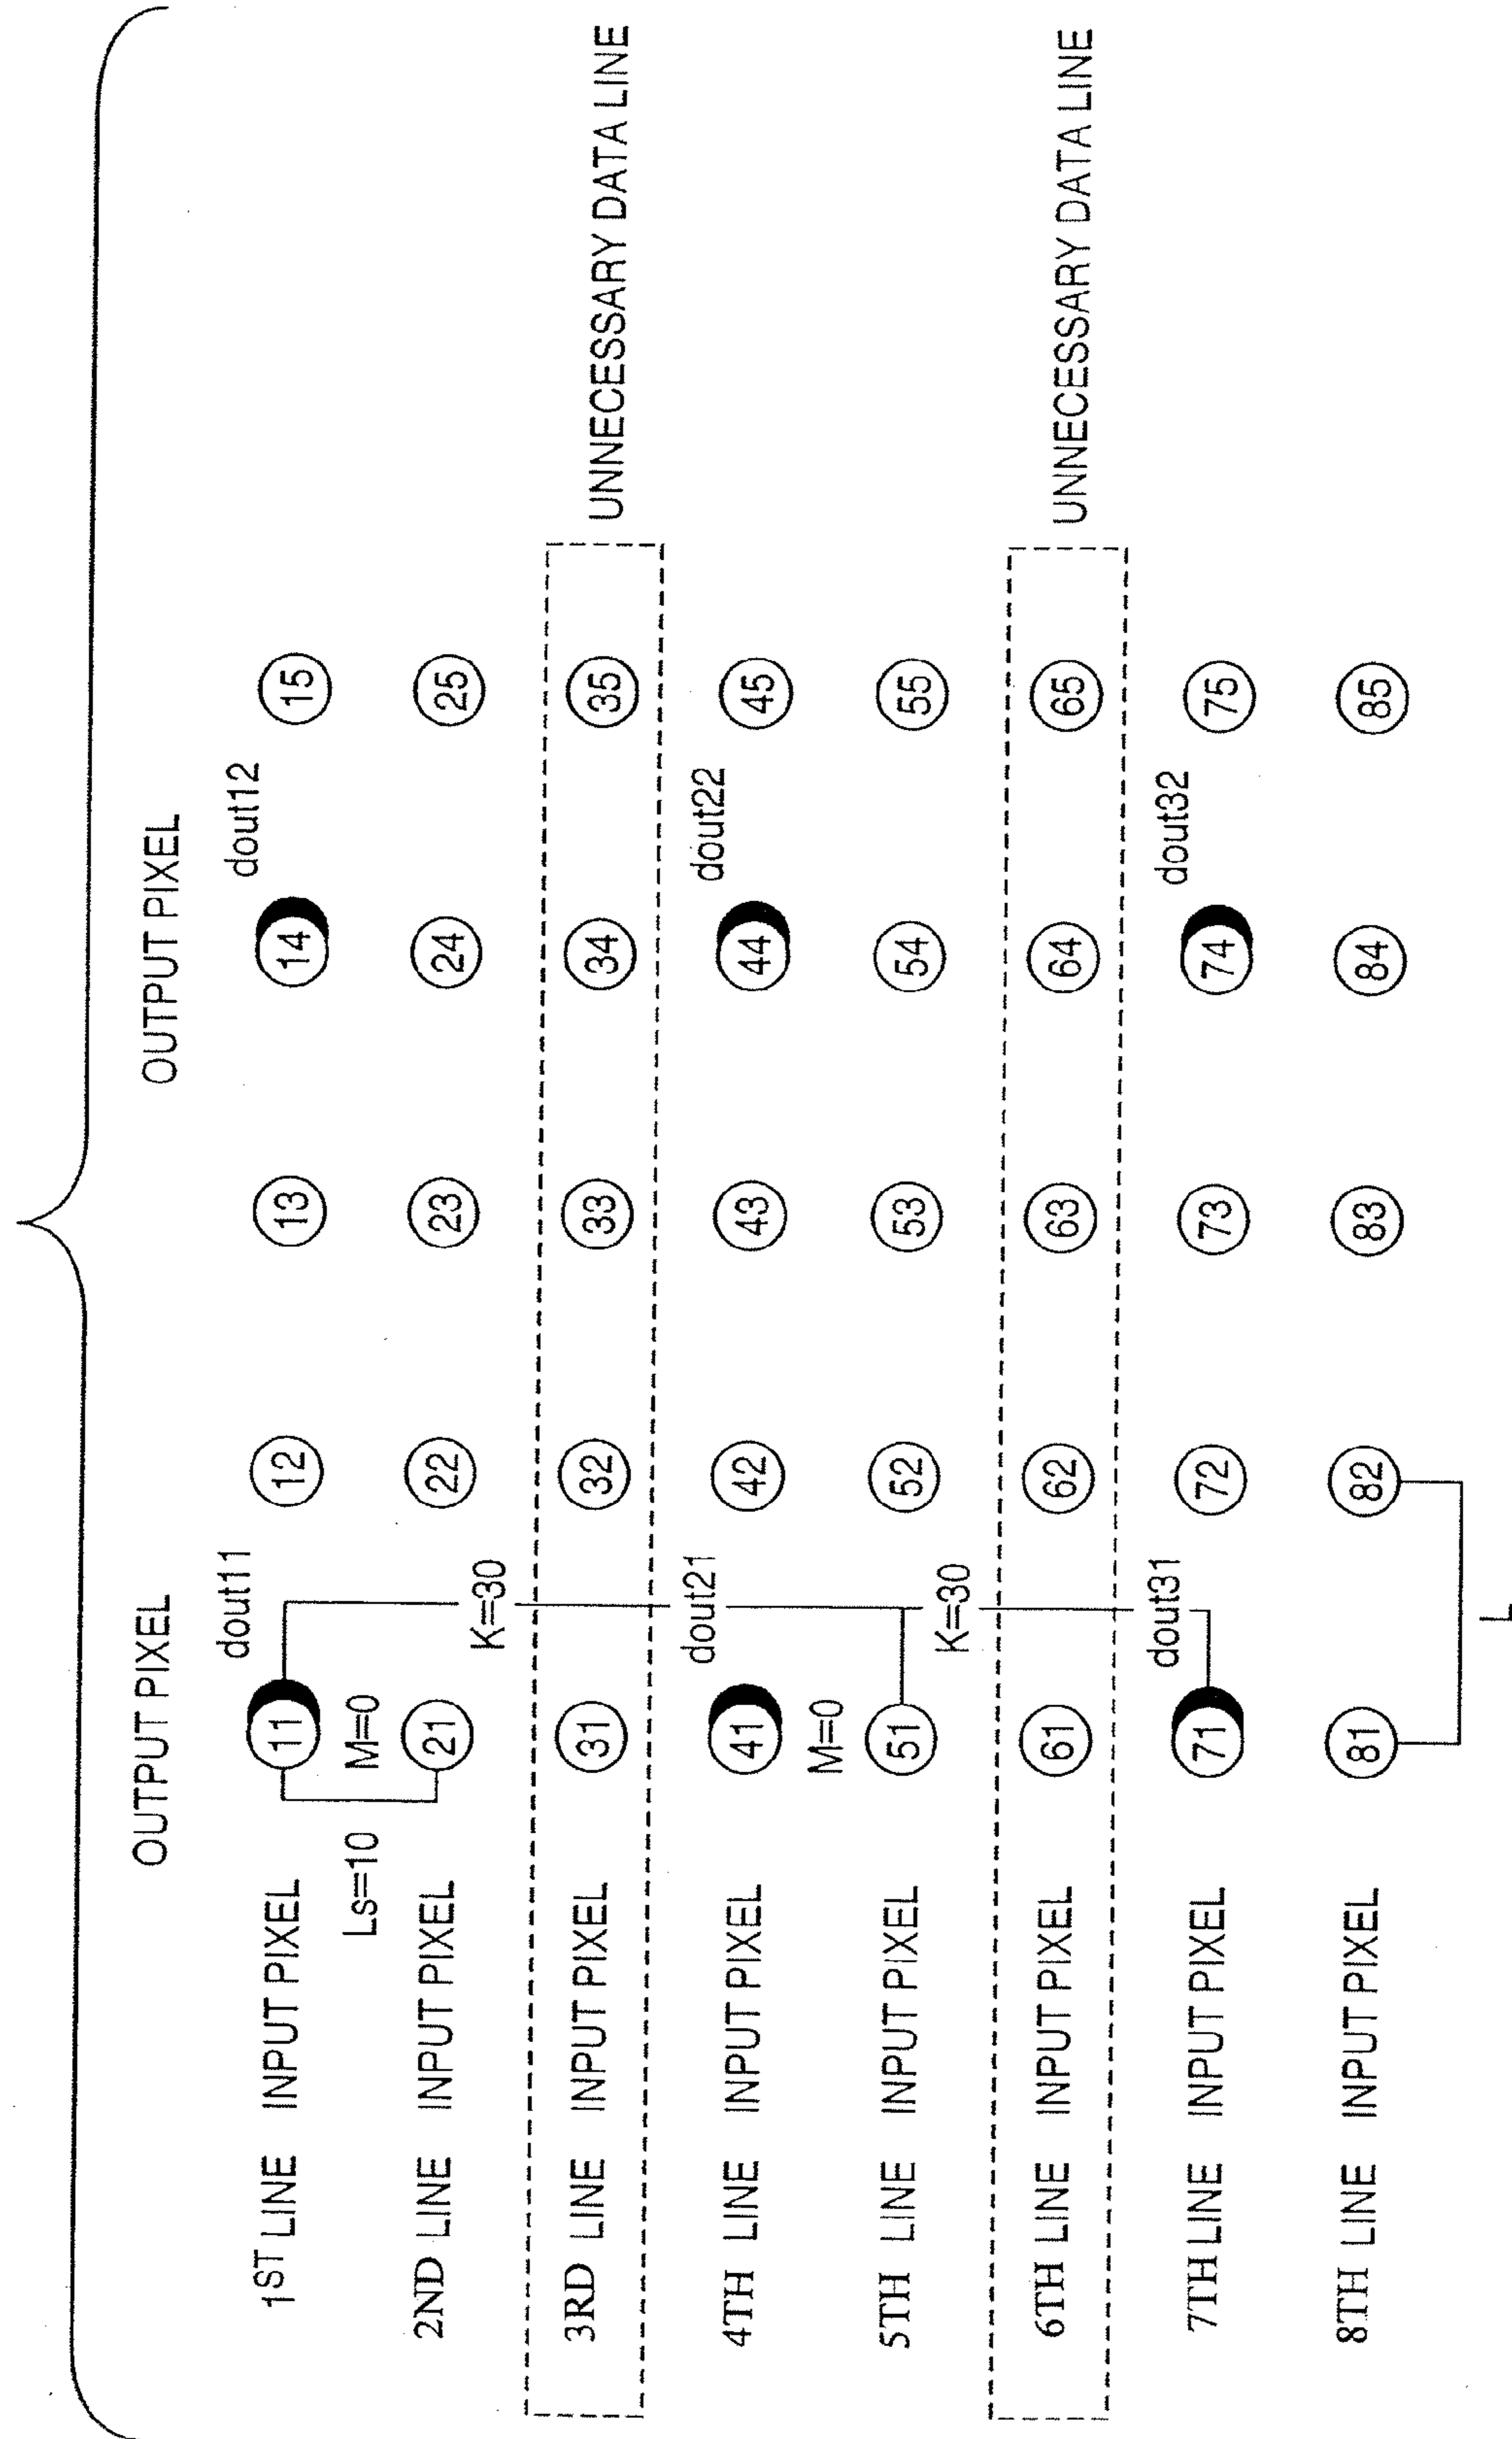 OUTPUT PIXEL OUTPUT PIXEL
dout11 dout12
1ST LINE INPUT PIXEL 11 12 13 14 15
Ls=10 M=0
2ND LINE INPUT PIXEL 21 22 23 24 25
K=30
3RD LINE INPUT PIXEL 31 32 33 34 35 UNNECESSARY DATA LINE
dout21 dout22
4TH LINE INPUT PIXEL 41 42 43 44 45
M=0
5TH LINE INPUT PIXEL 51 52 53 54 55
K=30
6TH LINE INPUT PIXEL 61 62 63 64 65 UNNECESSARY DATA LINE
dout31 dout32
7TH LINE INPUT PIXEL 71 72 73 74 75
8TH LINE INPUT PIXEL 81 82 83 84 85
L